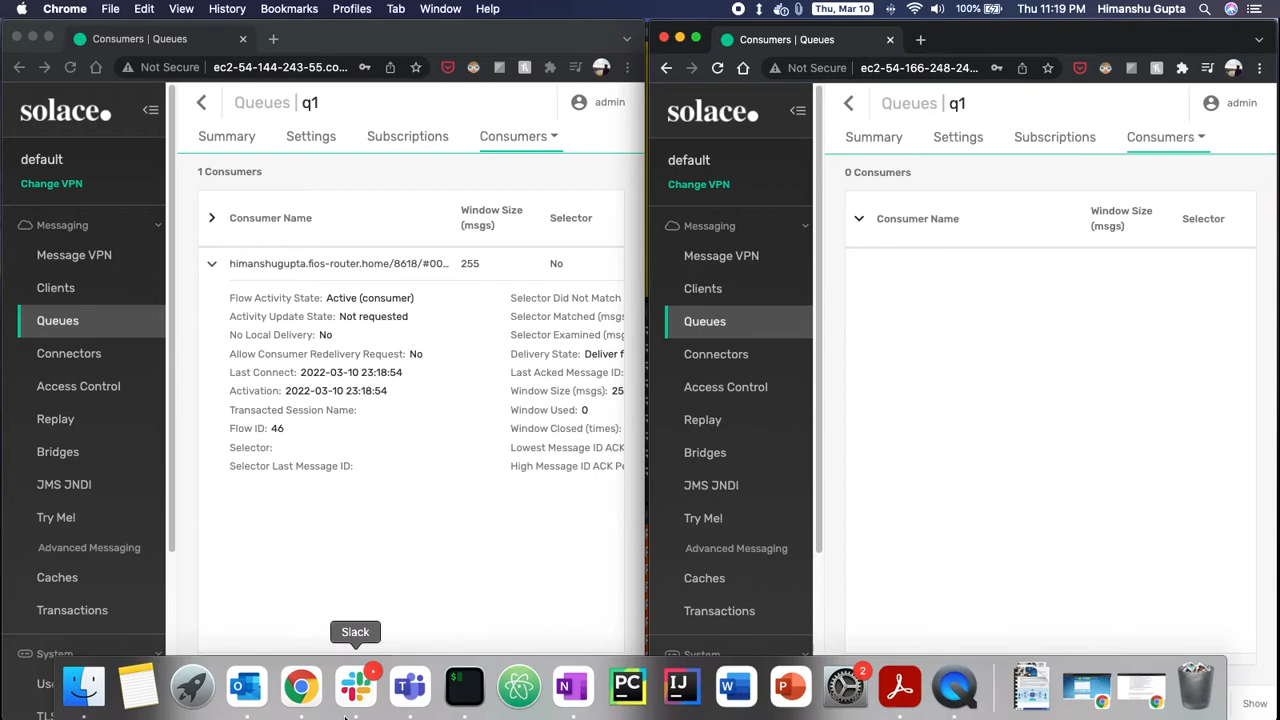 Chrome File Edit View History Bookmarks Profiles Tab Window Help
Thu, Mar 10
100%
Thu 11:19 PM Himanshu Gupta
Consumers | Queues
Not Secure
ec2-54-144-243-55.co...
solace.
Queues | q1
admin
Summary
Settings
Subscriptions
Consumers
default
Change VPN
1 Consumers
Consumer Name
Window Size (msgs)
Selector
himanshugupta.fios-router.home/8618/#00...
255
No
Flow Activity State: Active (consumer)
Activity Update State: Not requested
No Local Delivery: No
Allow Consumer Redelivery Request: No
Last Connect: 2022-03-10 23:18:54
Activation: 2022-03-10 23:18:54
Transacted Session Name:
Flow ID: 46
Selector:
Selector Last Message ID:
Selector Did Not Match
Selector Matched (msgs
Selector Examined (msg
Delivery State: Deliver f
Last Acked Message ID:
Window Size (msgs): 25
Window Used: 0
Window Closed (times):
Lowest Message ID ACK
High Message ID ACK Pe
Messaging
Message VPN
Clients
Queues
Connectors
Access Control
Replay
Bridges
JMS JNDI
Try Me!
Advanced Messaging
Caches
Transactions
System
Us
Consumers | Queues
Not Secure
ec2-54-166-248-24...
solace.
Queues | q1
admin
Summary
Settings
Subscriptions
Consumers
default
Change VPN
0 Consumers
Consumer Name
Window Size (msgs)
Selector
Messaging
Message VPN
Clients
Queues
Connectors
Access Control
Replay
Bridges
JMS JNDI
Try Me!
Advanced Messaging
Caches
Transactions
System
Show
Slack
$
N
PC
IJ
W
P
2